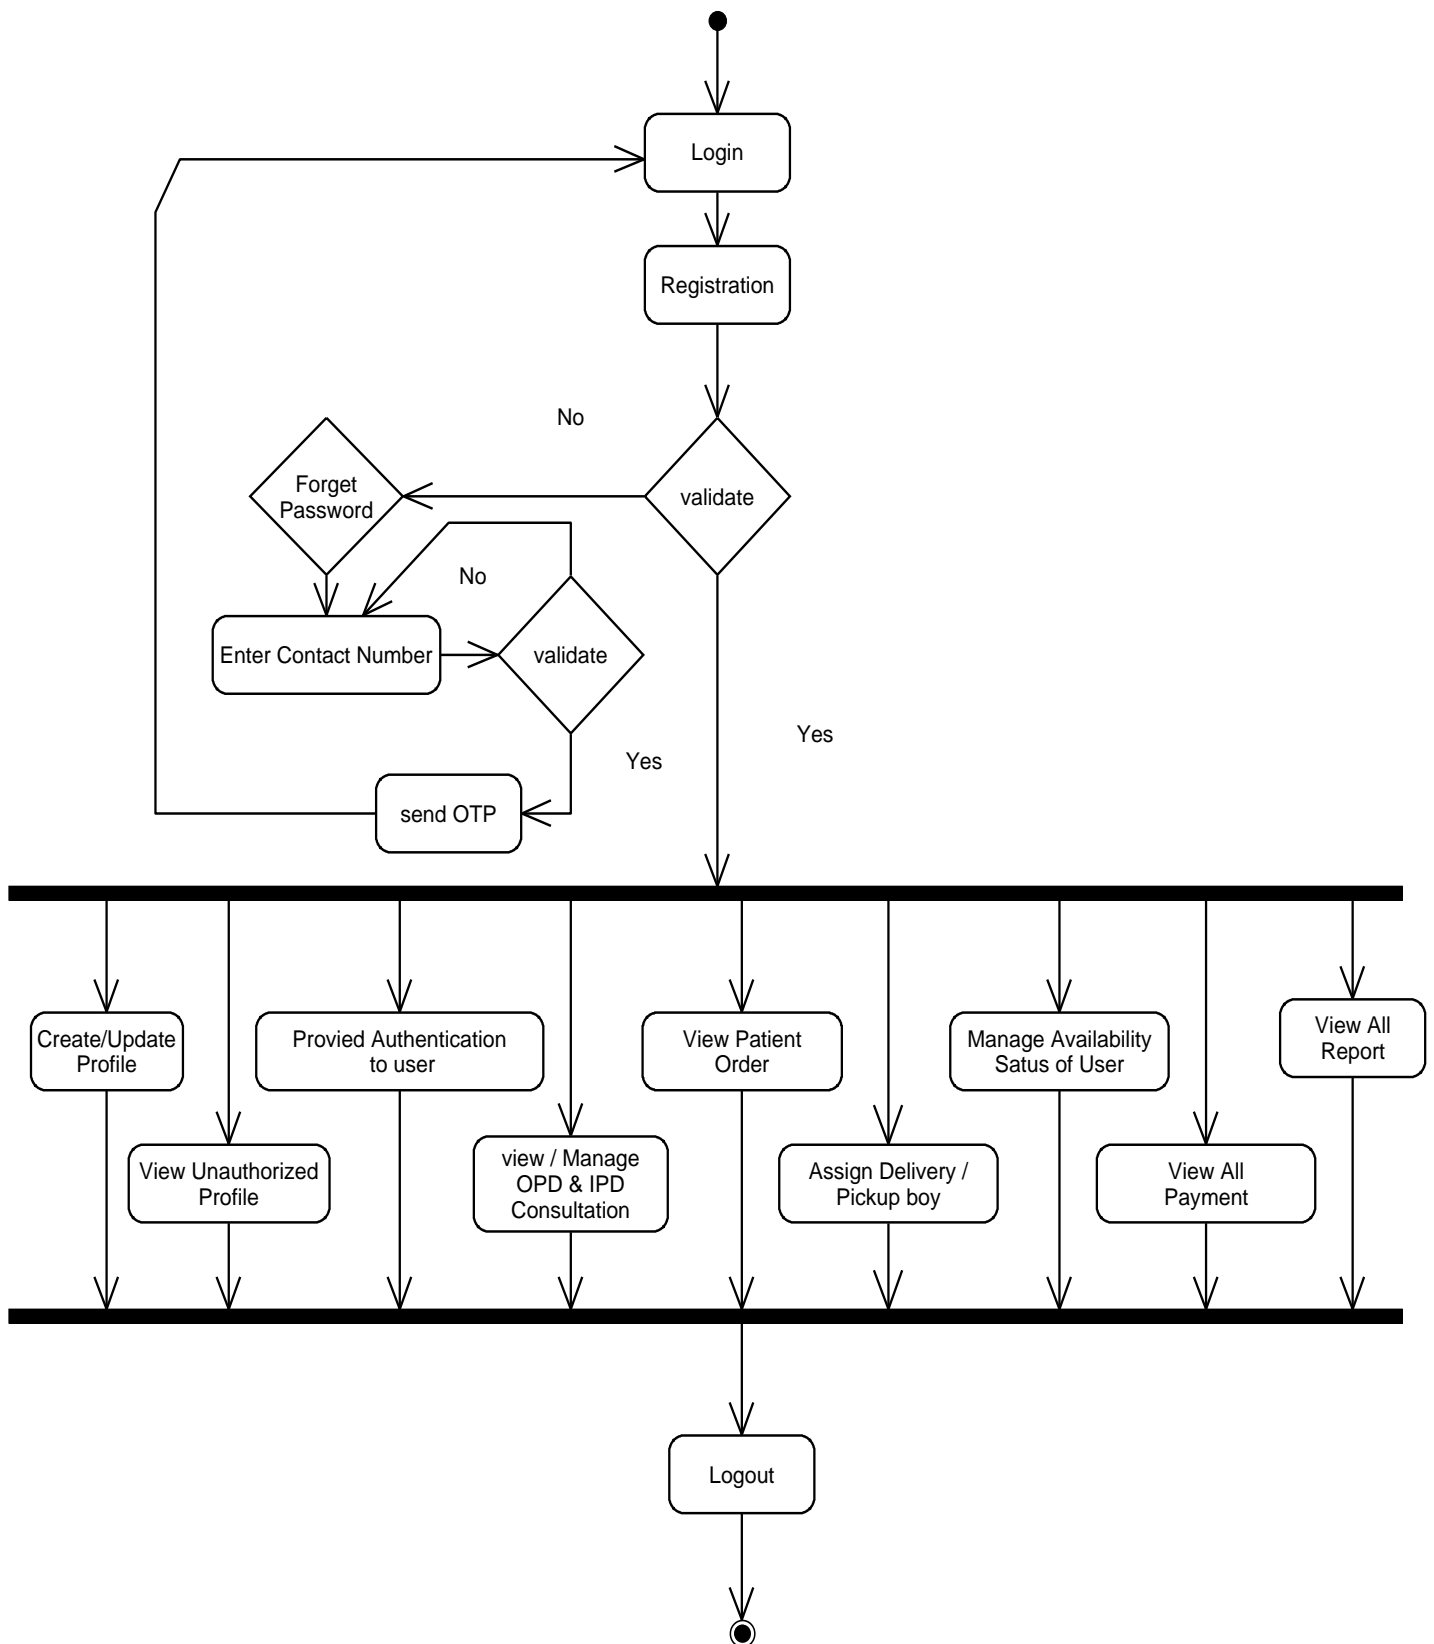 Login
Registration
No
Forget
Password
validate
No
Enter Contact Number
validate
Yes
Yes
send OTP
Create/Update
Profile
Provied Authentication
to user
View Patient
Order
Manage Availability
Satus of User
View All
Report
View Unauthorized
Profile
view / Manage
OPD & IPD
Consultation
Assign Delivery /
Pickup boy
View All
Payment
Logout